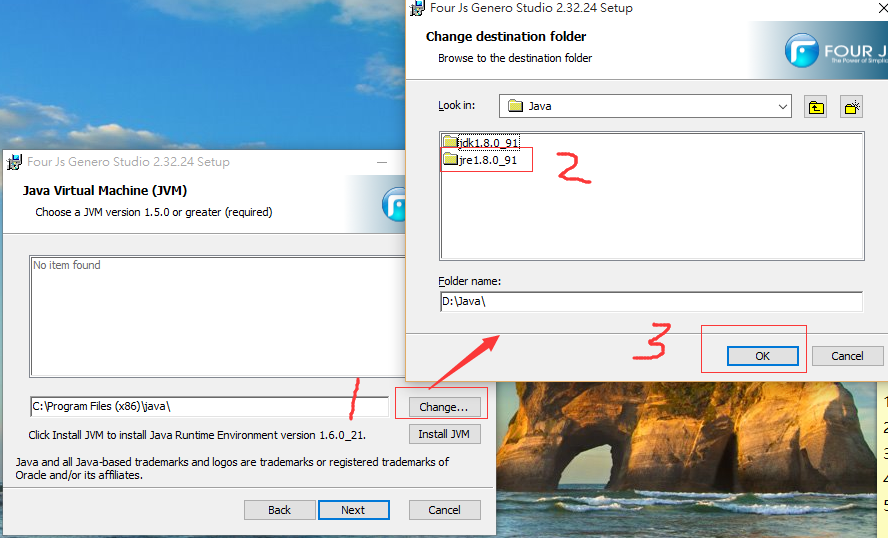 Four Js Genero Studio 2.32.24 Setup
Java Virtual Machine (JVM)
Choose a JVM version 1.5.0 or greater (required)
No item found
C:\Program Files (x86)\java\
Change...
Click Install JVM to install Java Runtime Environment version 1.6.0_21.
Install JVM
Java and all Java-based trademarks and logos are trademarks or registered trademarks of
Oracle and/or its affiliates.
Back
Next
Cancel
1
Four Js Genero Studio 2.32.24 Setup
Change destination folder
Browse to the destination folder
FOUR J
The Power of Simplic
Look in:
Java
jdk1.8.0_91
jre1.8.0_91
2
Folder name:
D:\Java\
3
OK
Cancel
1
2
3
4
5